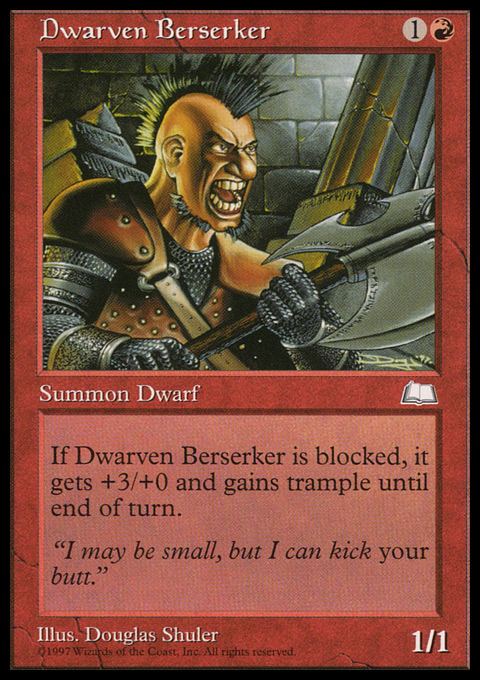 Dwarven Berserker 1
Summon Dwarf
If Dwarven Berserker is blocked, it
gets +3/+0 and gains trample until
end of turn.
“I may be small, but I can kick your
butt.”
Illus. Douglas Shuler
©1997 Wizards of the Coast, Inc. All rights reserved.
1/1